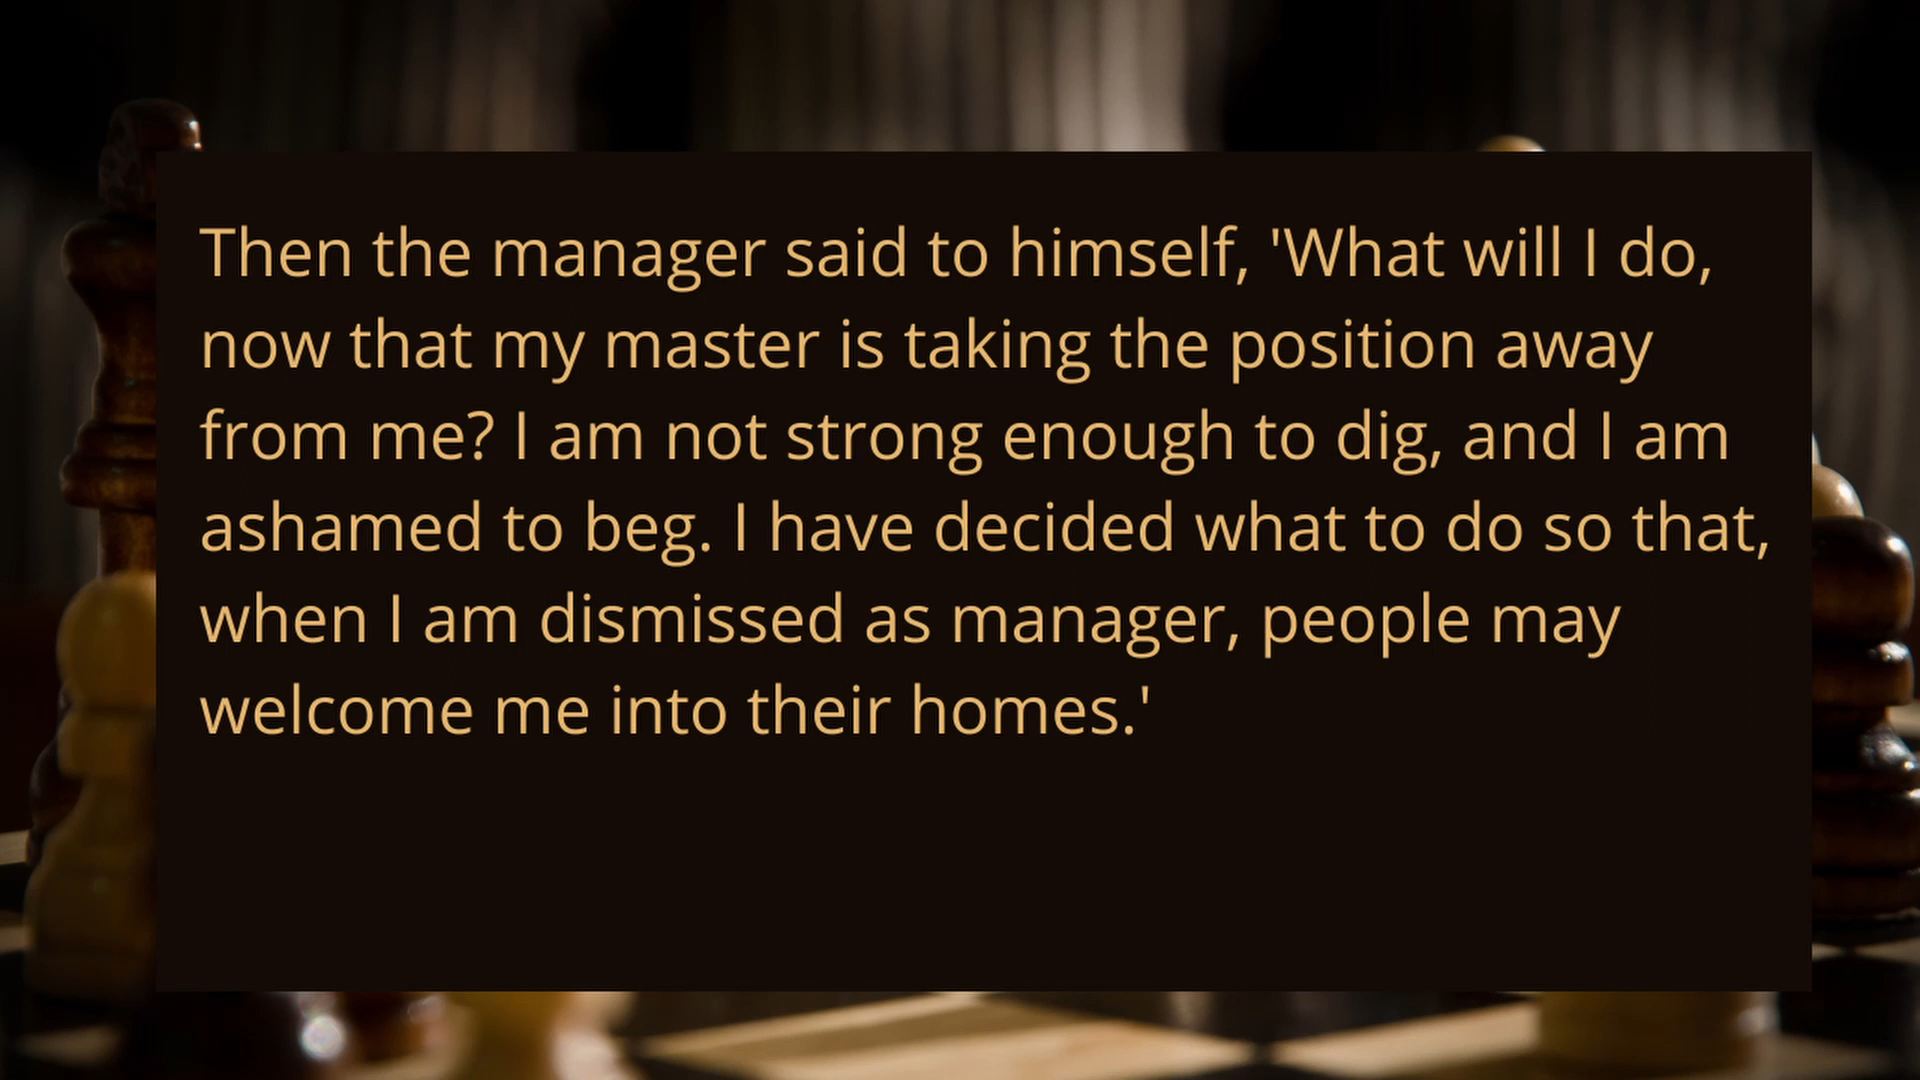 Then the manager said to himself, 'What will I do,
now that my master is taking the position away
from me? I am not strong enough to dig, and I am
ashamed to beg. I have decided what to do so that,
when I am dismissed as manager, people may
welcome me into their homes.'